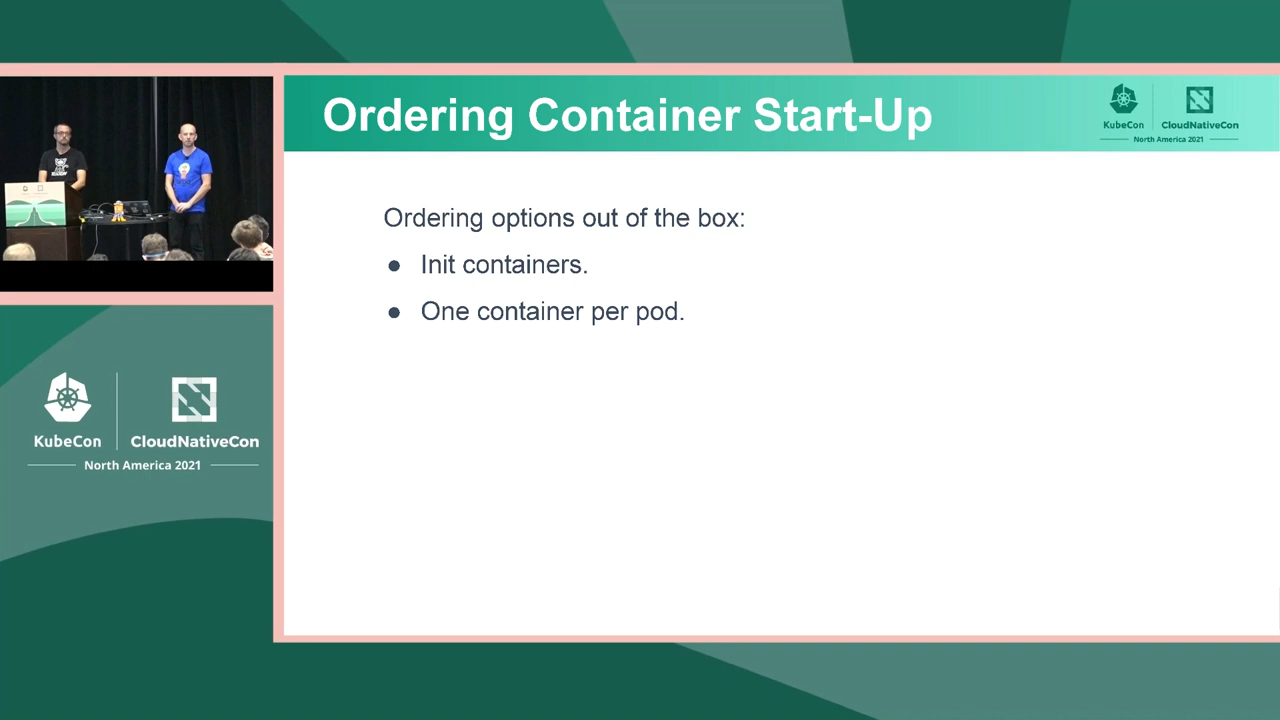 Ordering Container Start-Up
KubeCon
CloudNativeCon
North America 2021
Ordering options out of the box:
● Init containers.
● One container per pod.
KubeCon
CloudNativeCon
North America 2021